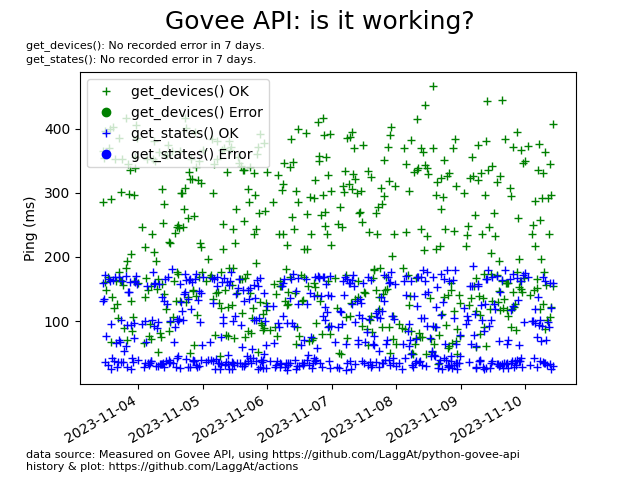 Govee API: is it working?
get_devices(): No recorded error in 7 days.
get_states(): No recorded error in 7 days.
get_devices() OK
get_devices() Error
get_states() OK
get_states() Error
Ping (ms)
400
300
200
100
2023-11-04
2023-11-05
2023-11-06
2023-11-07
2023-11-08
2023-11-09
2023-11-10
data source: Measured on Govee API, using https://github.com/LaggAt/python-govee-api
history & plot: https://github.com/LaggAt/actions